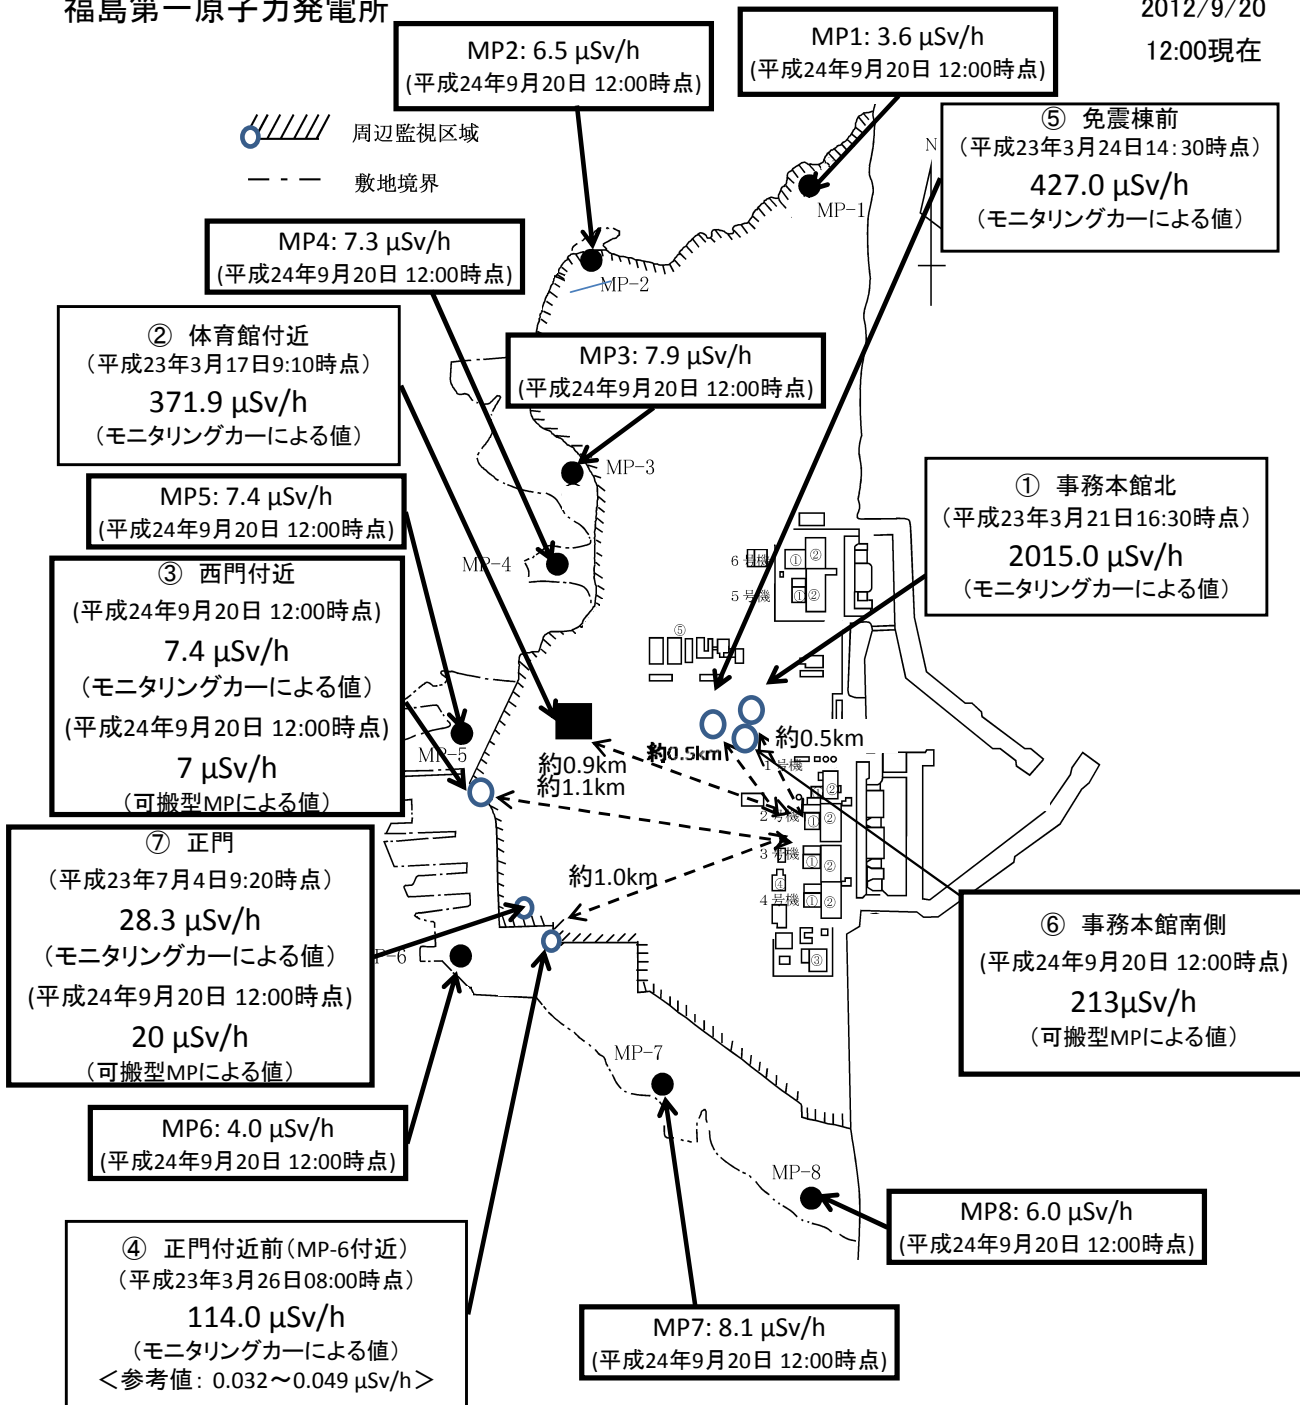 福島第一原子力発電所
2012/9/20
12:00現在
MP2: 6.5 μSv/h
(平成24年9月20日 12:00時点)
MP1: 3.6 μSv/h
(平成24年9月20日 12:00時点)
周辺監視区域
敷地境界
⑤ 免震棟前
(平成23年3月24日14:30時点)
427.0 μSv/h
(モニタリングカーによる値)
N
MP-1
MP4: 7.3 μSv/h
(平成24年9月20日 12:00時点)
MP-2
② 体育館付近
(平成23年3月17日9:10時点)
371.9 μSv/h
(モニタリングカーによる値)
MP3: 7.9 μSv/h
(平成24年9月20日 12:00時点)
MP-3
MP5: 7.4 μSv/h
(平成24年9月20日 12:00時点)
① 事務本館北
(平成23年3月21日16:30時点)
2015.0 μSv/h
(モニタリングカーによる値)
MP-4
6号機
①
②
5号機
①
②
③ 西門付近
(平成24年9月20日 12:00時点)
7.4 μSv/h
(モニタリングカーによる値)
(平成24年9月20日 12:00時点)
7 μSv/h
(可搬型MPによる値)
⑤
MP-5
約0.9km
約1.1km
約0.5km
約0.5km
1号機
②
2号機
①
②
3号機
①
②
④
4号機
①
②
③
約1.0km
⑦ 正門
(平成23年7月4日9:20時点)
28.3 μSv/h
(モニタリングカーによる値)
(平成24年9月20日 12:00時点)
20 μSv/h
(可搬型MPによる値)
P-6
⑥ 事務本館南側
(平成24年9月20日 12:00時点)
213μSv/h
(可搬型MPによる値)
MP-7
MP6: 4.0 μSv/h
(平成24年9月20日 12:00時点)
MP-8
MP8: 6.0 μSv/h
(平成24年9月20日 12:00時点)
④ 正門付近前(MP-6付近)
(平成23年3月26日08:00時点)
114.0 μSv/h
(モニタリングカーによる値)
＜参考値: 0.032～0.049 μSv/h＞
MP7: 8.1 μSv/h
(平成24年9月20日 12:00時点)